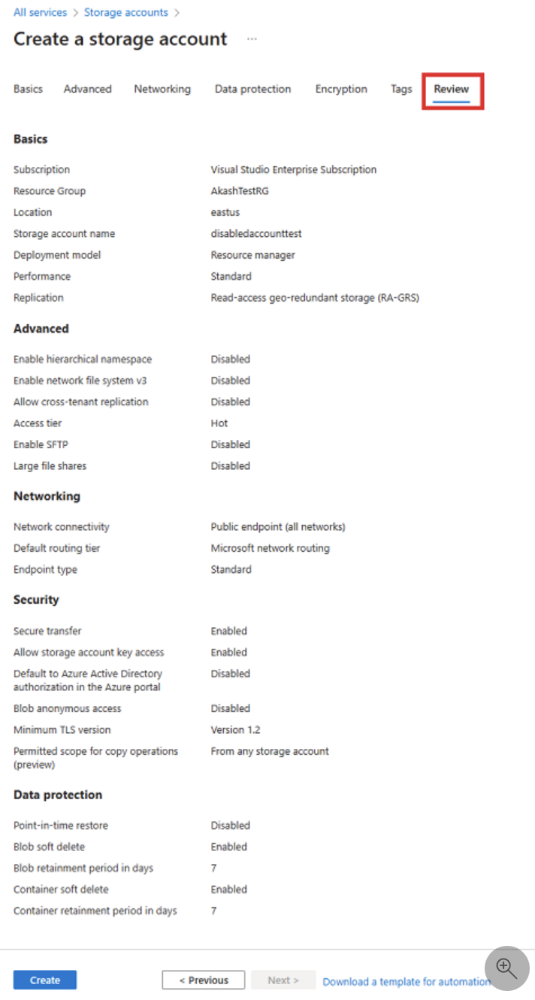 All services > Storage accounts >
Create a storage account ...
Basics Advanced Networking Data protection Encryption Tags Review
Basics
Subscription Visual Studio Enterprise Subscription
Resource Group AkashTestRG
Location eastus
Storage account name disabledaccounttest
Deployment model Resource manager
Performance Standard
Replication Read-access geo-redundant storage (RA-GRS)
Advanced
Enable hierarchical namespace Disabled
Enable network file system v3 Disabled
Allow cross-tenant replication Disabled
Access tier Hot
Enable SFTP Disabled
Large file shares Disabled
Networking
Network connectivity Public endpoint (all networks)
Default routing tier Microsoft network routing
Endpoint type Standard
Security
Secure transfer Enabled
Allow storage account key access Enabled
Default to Azure Active Directory Disabled
authorization in the Azure portal
Blob anonymous access Disabled
Minimum TLS version Version 1.2
Permitted scope for copy operations From any storage account
(preview)
Data protection
Point-in-time restore Disabled
Blob soft delete Enabled
Blob retainment period in days 7
Container soft delete Enabled
Container retainment period in days 7
Create < Previous Next > Download a template for automation